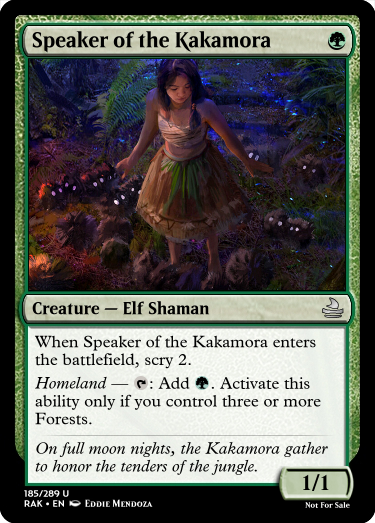 Speaker of the Kakamora
Creature — Elf Shaman
When Speaker of the Kakamora enters
the battlefield, scry 2.
Homeland — : Add . Activate this
ability only if you control three or more
Forests.
On full moon nights, the Kakamora gather
to honor the tenders of the jungle.
1/1
185/289 U
RAK • EN Eddie Mendoza
Not For Sale